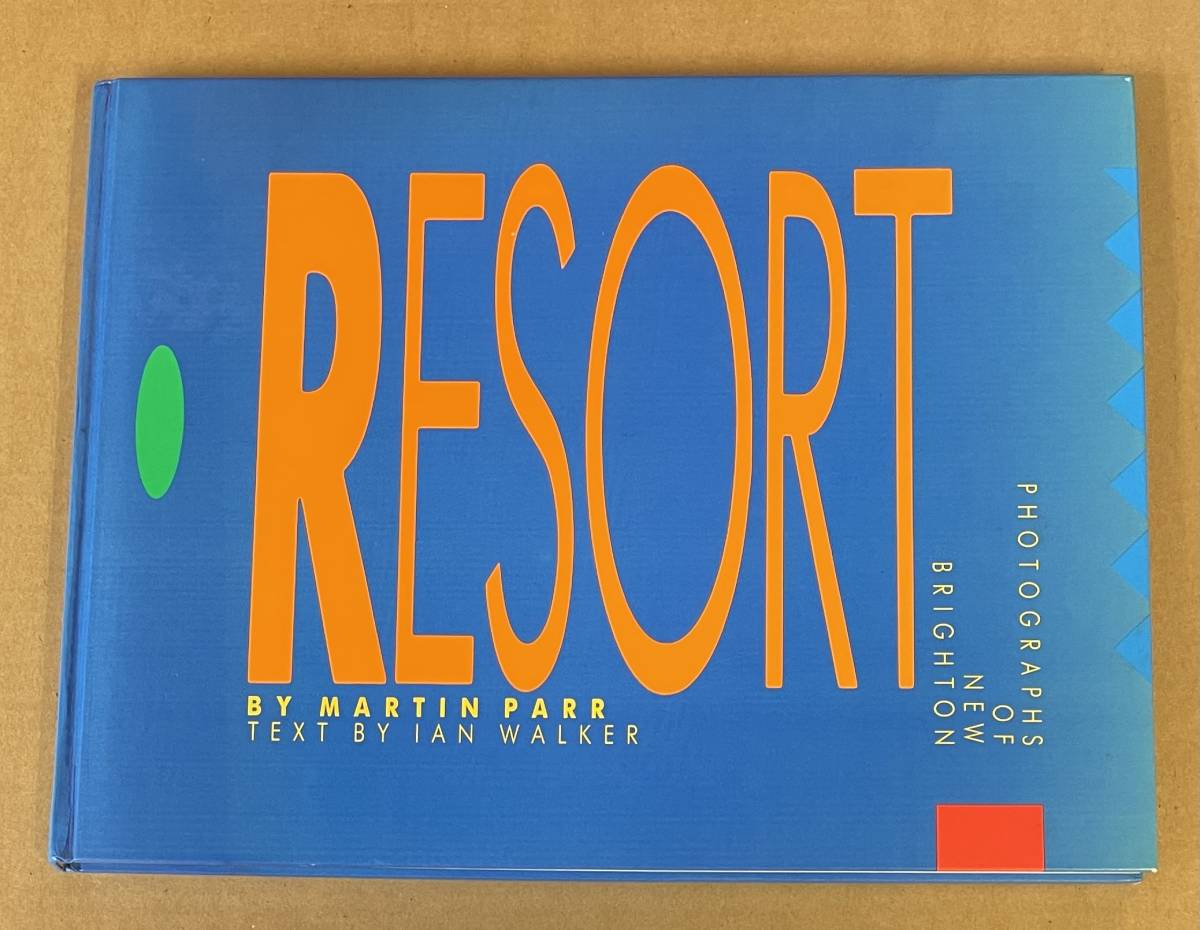 RESORT
BY MARTIN PARR
TEXT BY IAN WALKER
PHOTOGRAPHS
OF
NEW
BRIGHTON